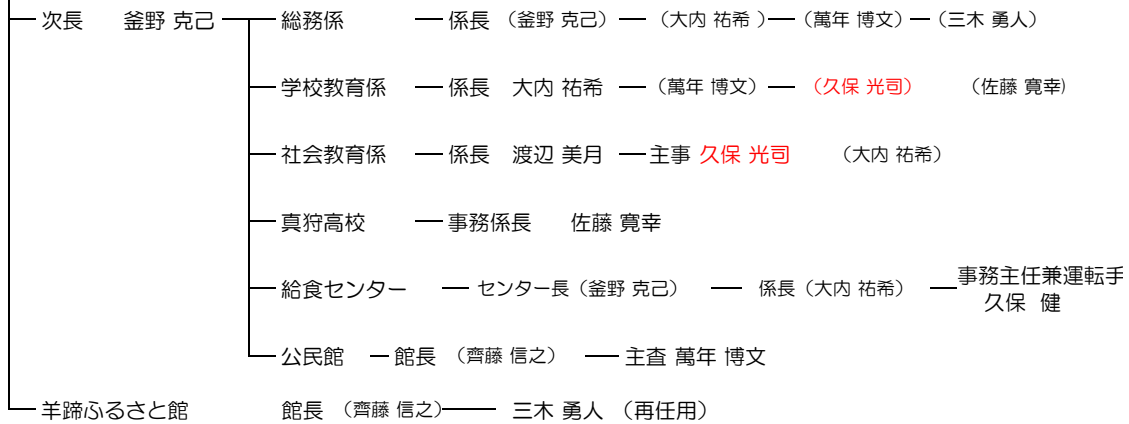 次長 釜野 克己 総務係 係長 （釜野 克己） （大内 祐希 ） （萬年 博文） （三木 勇人）
学校教育係 係長 大内 祐希 （萬年 博文） （久保 光司） （佐藤 寛幸)
社会教育係 係長 渡辺 美月 主事 久保 光司 （大内 祐希）
真狩高校 事務係長 佐藤 寛幸
給食センター センター長（釜野 克己） 係長（大内 祐希） 事務主任兼運転手
久保 健
公民館 館長 （齊藤 信之） 主査 萬年 博文
羊蹄ふるさと館 館長 （齊藤 信之） 三木 勇人 （再任用）